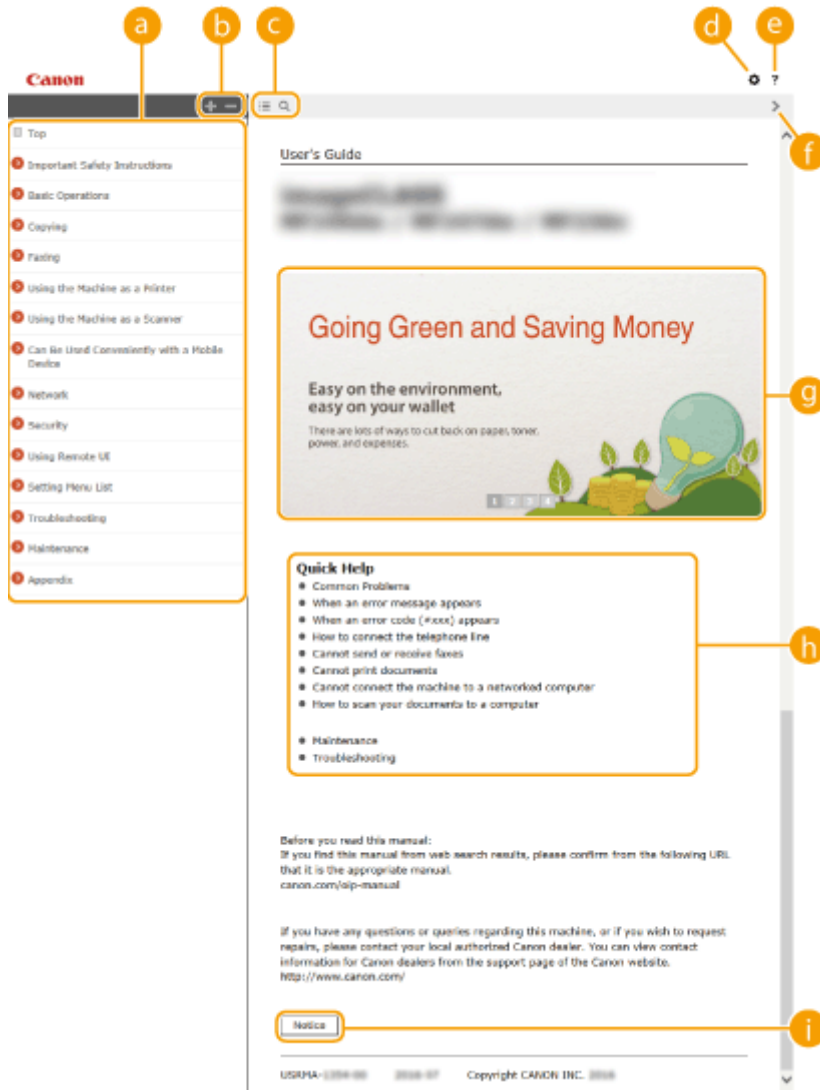 a
b
c
d
e
Canon
?
Top
Important Safety Instructions
Basic Operations
Copying
Faxing
Using the Machine as a Printer
Using the Machine as a Scanner
Can Be Used Conveniently with a Mobile
Device
Network
Security
Using Remote UI
Setting Menu List
Troubleshooting
Maintenance
Appendix
f
User's Guide
Going Green and Saving Money
Easy on the environment,
easy on your wallet
There are lots of ways to cut back on paper, toner,
power, and expenses.
1 2 3 4
g
Quick Help
Common Problems
When an error message appears
When an error code (#xxx) appears
How to connect the telephone line
Cannot send or receive faxes
Cannot print documents
Cannot connect the machine to a networked computer
How to scan your documents to a computer
Maintenance
Troubleshooting
h
Before you read this manual:
If you find this manual from web search results, please confirm from the following URL
that it is the appropriate manual.
canon.com/oip-manual
If you have any questions or queries regarding this machine, or if you wish to request
repairs, please contact your local authorized Canon dealer. You can view contact
information for Canon dealers from the support page of the Canon website.
http://www.canon.com/
Notice
i
USRMA- Copyright CANON INC.